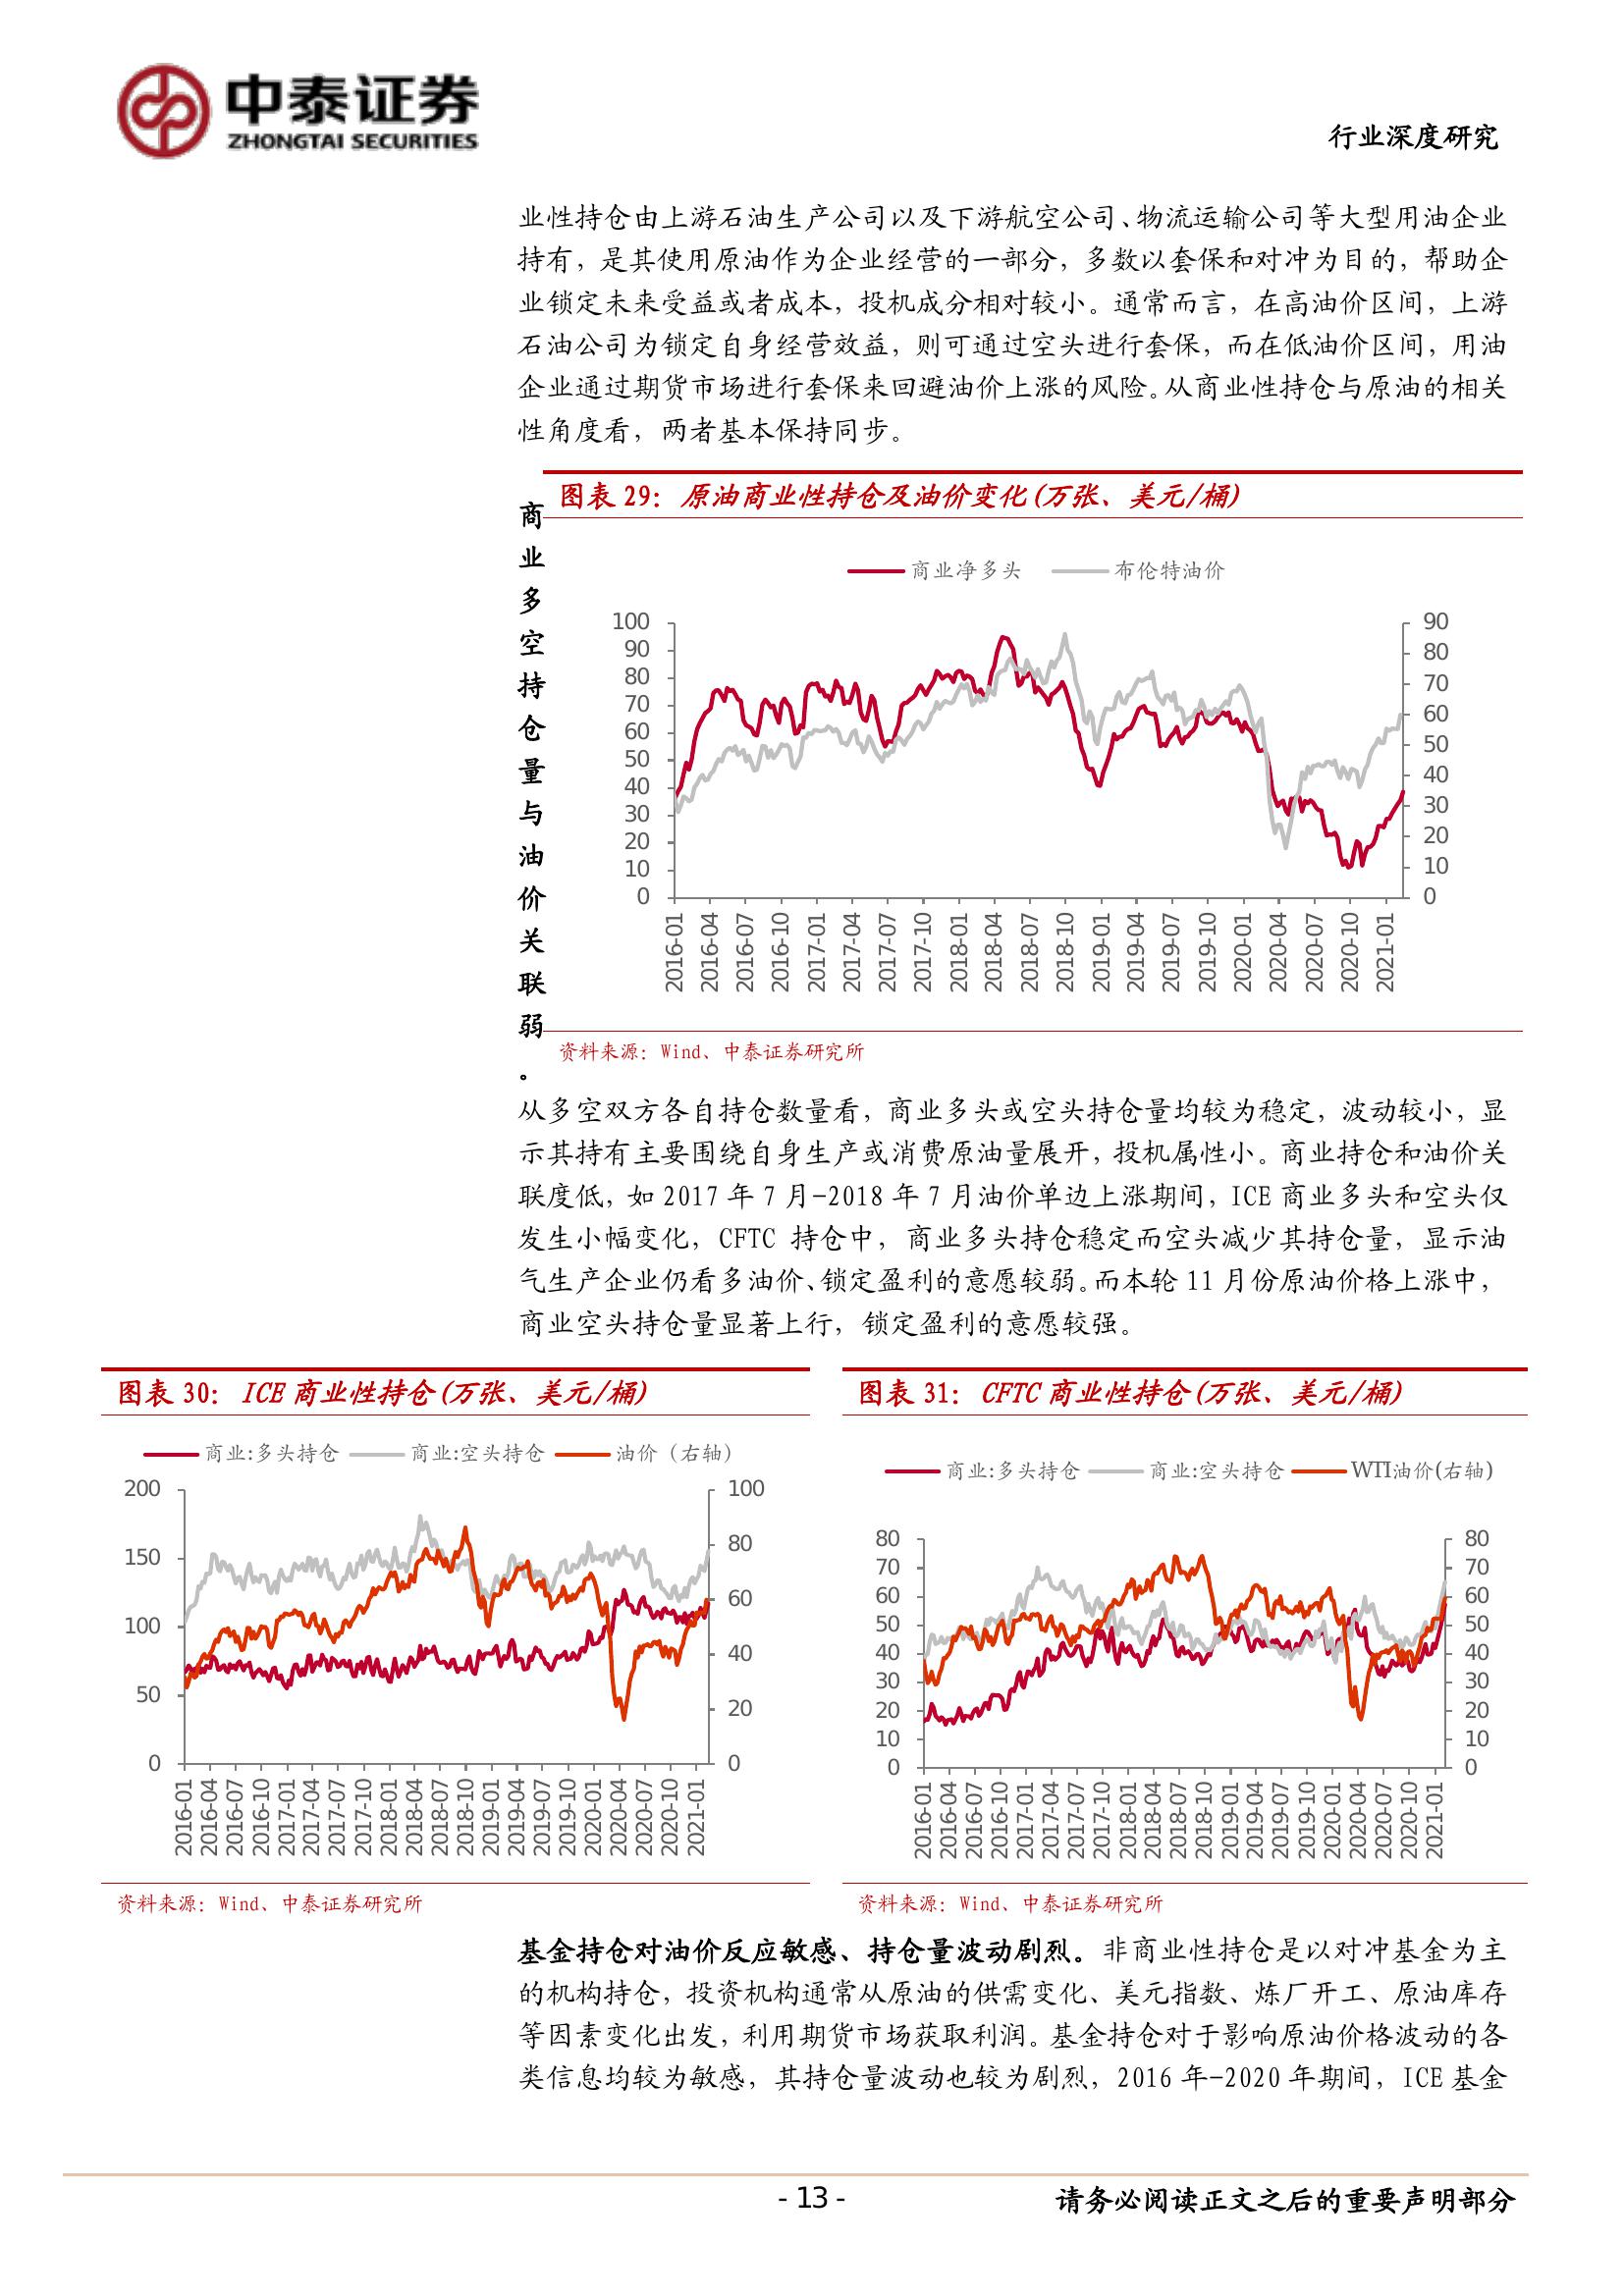 中泰证券
ZHONGTAI SECURITIES
行业深度研究
业性持仓由上游石油生产公司以及下游航空公司、物流运输公司等大型用油企业
持有，是其使用原油作为企业经营的一部分，多数以套保和对冲为目的，帮助企
业锁定未来受益或者成本，投机成分相对较小。通常而言，在高油价区间，上游
石油公司为锁定自身经营效益，则可通过空头进行套保，而在低油价区间，用油
企业通过期货市场进行套保来回避油价上涨的风险。从商业性持仓与原油的相关
性角度看，两者基本保持同步。
商
业
多
空
持
仓
量
与
油
价
关
联
弱
。
图表 29：原油商业性持仓及油价变化(万张、美元/桶)
商业净多头 布伦特油价
100
90
80
70
60
50
40
30
20
10
0
90
80
70
60
50
40
30
20
10
0
2016-01
2016-04
2016-07
2016-10
2017-01
2017-04
2017-07
2017-10
2018-01
2018-04
2018-07
2018-10
2019-01
2019-04
2019-07
2019-10
2020-01
2020-04
2020-07
2020-10
2021-01
资料来源：Wind、中泰证券研究所
从多空双方各自持仓数量看，商业多头或空头持仓量均较为稳定，波动较小，显
示其持有主要围绕自身生产或消费原油量展开，投机属性小。商业持仓和油价关
联度低，如 2017 年 7 月-2018 年 7 月油价单边上涨期间，ICE 商业多头和空头仅
发生小幅变化，CFTC 持仓中，商业多头持仓稳定而空头减少其持仓量，显示油
气生产企业仍看多油价、锁定盈利的意愿较弱。而本轮 11 月份原油价格上涨中，
商业空头持仓量显著上行，锁定盈利的意愿较强。
图表 30：ICE 商业性持仓(万张、美元/桶)
商业:多头持仓 商业:空头持仓 油价（右轴）
200
150
100
50
0
100
80
60
40
20
0
2016-01
2016-04
2016-07
2016-10
2017-01
2017-04
2017-07
2017-10
2018-01
2018-04
2018-07
2018-10
2019-01
2019-04
2019-07
2019-10
2020-01
2020-04
2020-07
2020-10
2021-01
资料来源：Wind、中泰证券研究所
图表 31：CFTC 商业性持仓(万张、美元/桶)
商业:多头持仓 商业:空头持仓 WTI油价(右轴)
80
70
60
50
40
30
20
10
0
80
70
60
50
40
30
20
10
0
2016-01
2016-04
2016-07
2016-10
2017-01
2017-04
2017-07
2017-10
2018-01
2018-04
2018-07
2018-10
2019-01
2019-04
2019-07
2019-10
2020-01
2020-04
2020-07
2020-10
2021-01
资料来源：Wind、中泰证券研究所
基金持仓对油价反应敏感、持仓量波动剧烈。非商业性持仓是以对冲基金为主
的机构持仓，投资机构通常从原油的供需变化、美元指数、炼厂开工、原油库存
等因素变化出发，利用期货市场获取利润。基金持仓对于影响原油价格波动的各
类信息均较为敏感，其持仓量波动也较为剧烈，2016 年-2020 年期间，ICE 基金
- 13 -
请务必阅读正文之后的重要声明部分